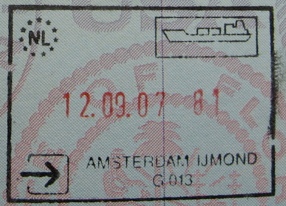 NL
12.09.07 81
AMSTERDAM IJMOND
G 013